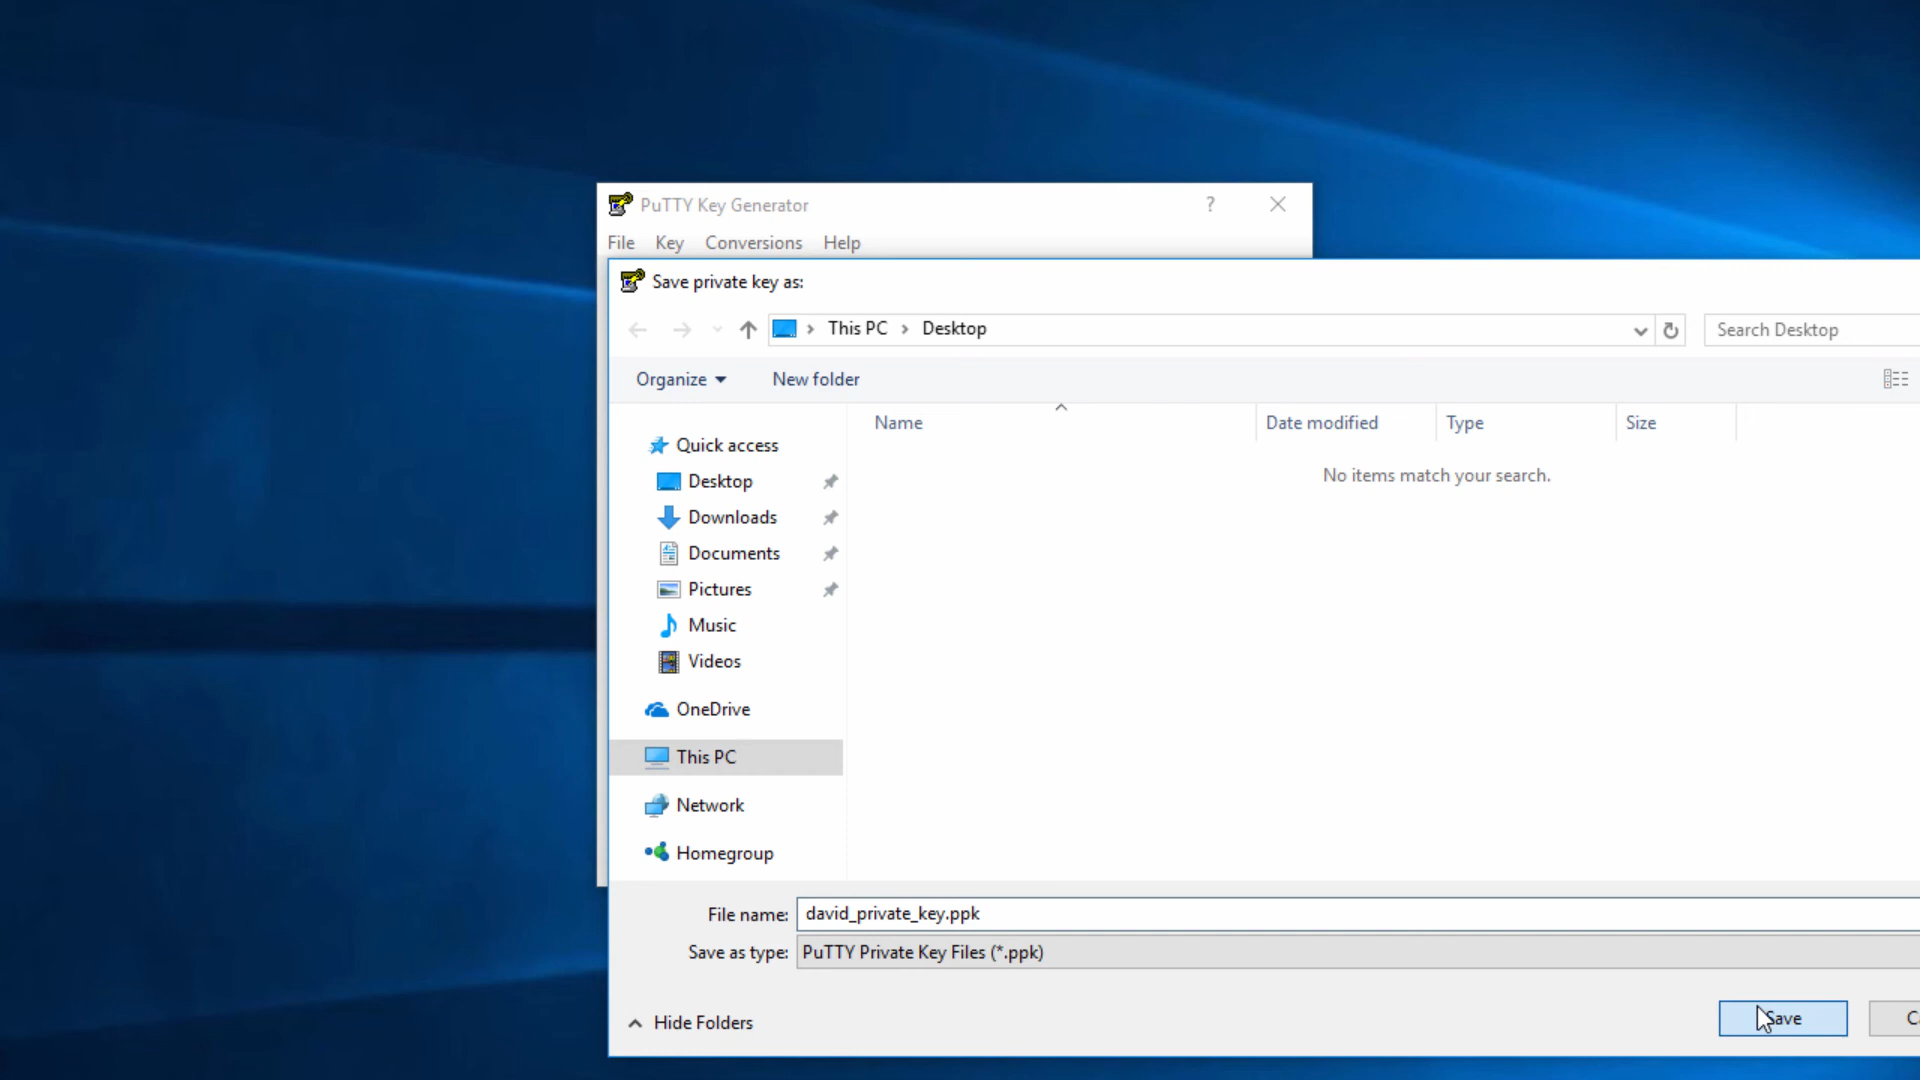 PuTTY Key Generator ?
File Key Conversions Help
Save private key as:
This PC Desktop Search Desktop
Organize New folder
Name Date modified Type Size
No items match your search.
Quick access
Desktop
Downloads
Documents
Pictures
Music
Videos
OneDrive
This PC
Network
Homegroup
File name: david_private_key.ppk
Save as type: PuTTY Private Key Files (*.ppk)
Hide Folders Save